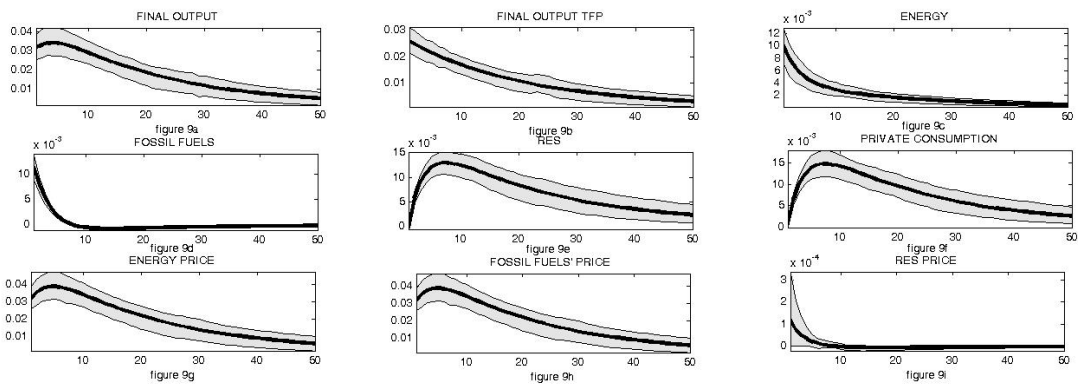 FINAL OUTPUT
0.04
0.03
0.02
0.01
10 20 30 40 50
figure 9a
FINAL OUTPUT TFP
0.03
0.02
0.01
10 20 30 40 50
figure 9b
ENERGY
x 10⁻³
12
10
8
6
4
2
10 20 30 40 50
figure 9c
FOSSIL FUELS
x 10⁻³
10
5
0
10 20 30 40 50
figure 9d
RES
x 10⁻³
15
10
5
0
10 20 30 40 50
figure 9e
PRIVATE CONSUMPTION
x 10⁻³
15
10
5
0
10 20 30 40 50
figure 9f
ENERGY PRICE
0.04
0.03
0.02
0.01
10 20 30 40 50
figure 9g
FOSSIL FUELS' PRICE
0.04
0.03
0.02
0.01
10 20 30 40 50
figure 9h
RES PRICE
x 10⁻⁴
3
2
1
0
10 20 30 40 50
figure 9i